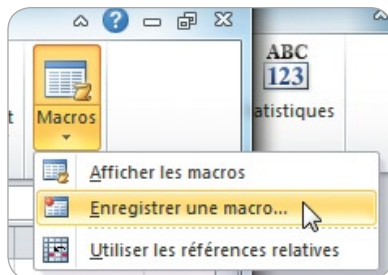 ABC
123
Macros
atistiques
Afficher les macros
Enregistrer une macro...
Utiliser les références relatives